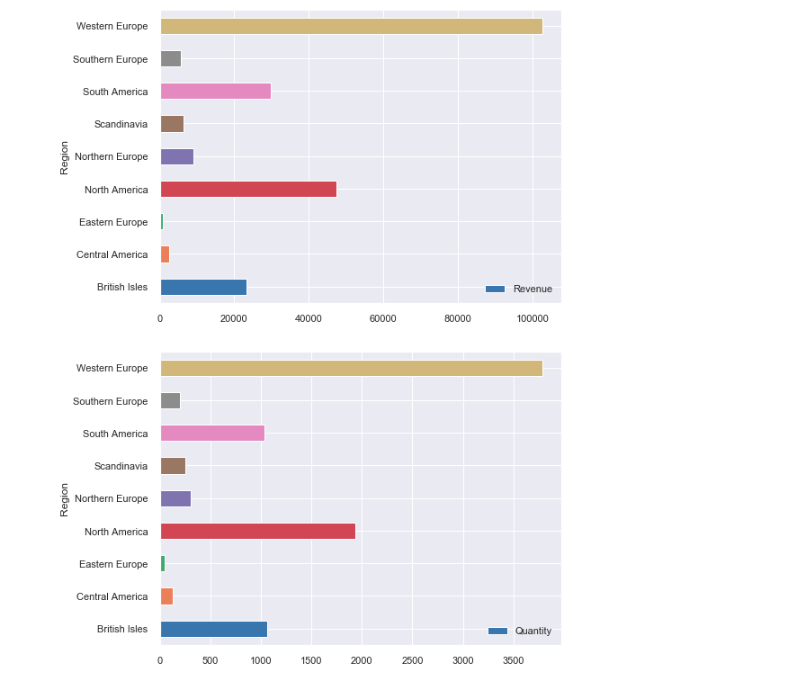 Western Europe
Southern Europe
South America
Scandinavia
Northern Europe
North America
Eastern Europe
Central America
British Isles
Region
Revenue
0 20000 40000 60000 80000 100000
Western Europe
Southern Europe
South America
Scandinavia
Northern Europe
North America
Eastern Europe
Central America
British Isles
Region
Quantity
0 500 1000 1500 2000 2500 3000 3500